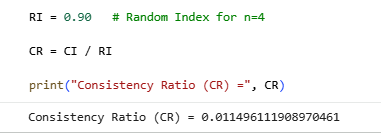 RI = 0.90   # Random Index for n=4
CR = CI / RI
print("Consistency Ratio (CR) =", CR)
Consistency Ratio (CR) = 0.011496111908970461